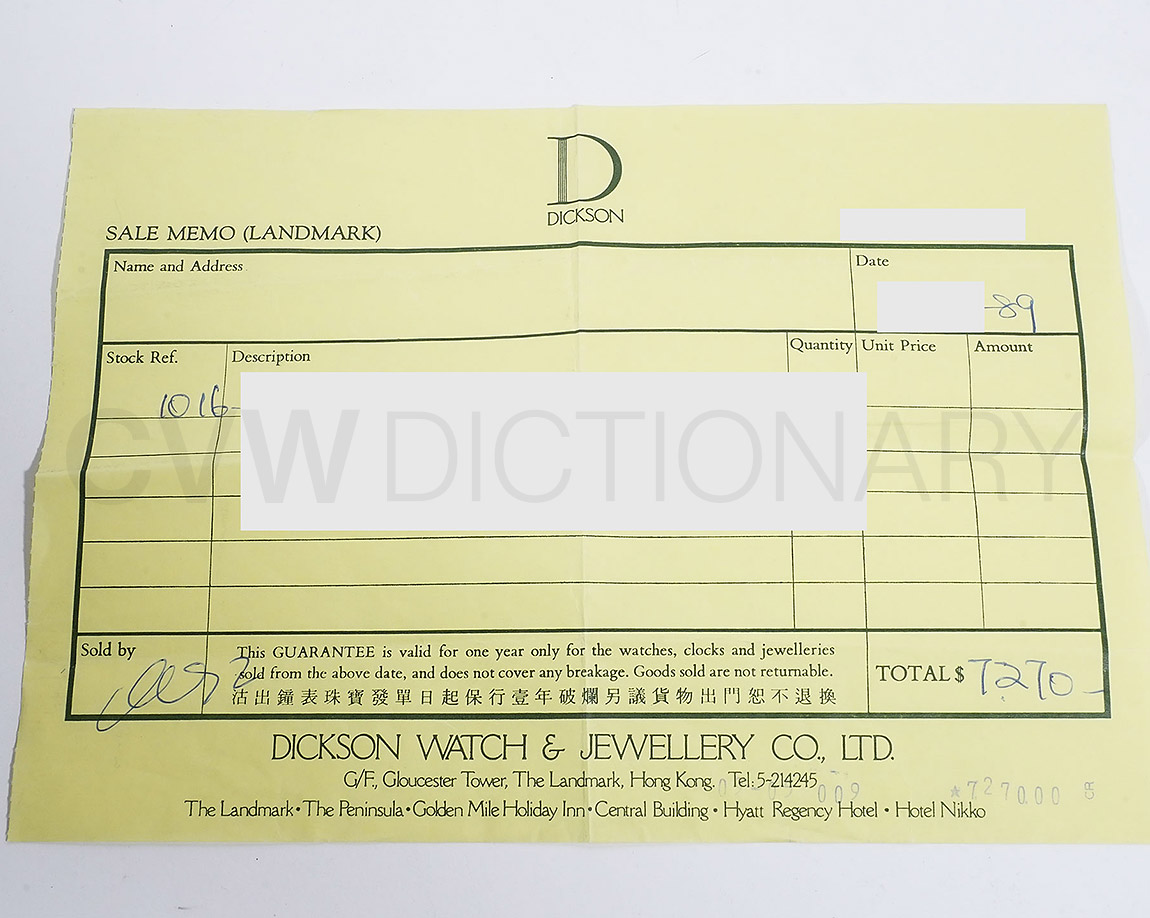 D
DICKSON
SALE MEMO (LANDMARK)
Name and Address
Date
-89
Stock Ref.
Description
Quantity
Unit Price
Amount
1016-
CVW DICTIONARY
Sold by
This GUARANTEE is valid for one year only for the watches, clocks and jewelleries
sold from the above date, and does not cover any breakage. Goods sold are not returnable.
沽出鐘表珠寶發單日起保行壹年破爛另議貨物出門恕不退換
TOTAL $ 7270-
DICKSON WATCH & JEWELLERY CO., LTD.
G/F., Gloucester Tower, The Landmark, Hong Kong. Tel: 5-214245
009
*7270.00 CR
The Landmark • The Peninsula • Golden Mile Holiday Inn • Central Building • Hyatt Regency Hotel • Hotel Nikko